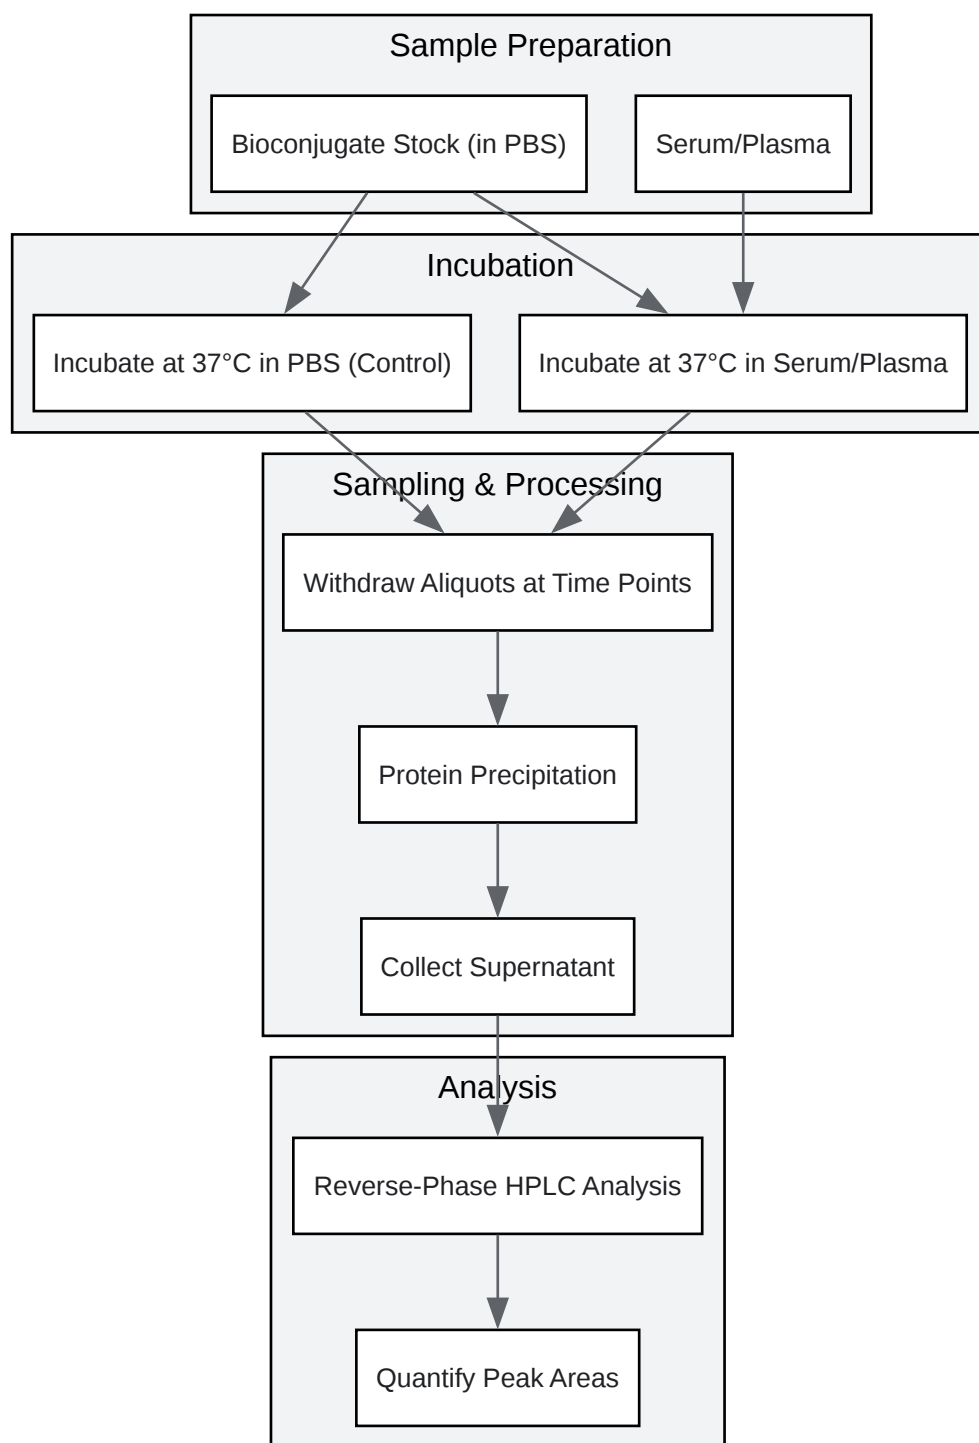 Sample Preparation
Bioconjugate Stock (in PBS)
Serum/Plasma
Incubation
Incubate at 37°C in PBS (Control)
Incubate at 37°C in Serum/Plasma
Sampling & Processing
Withdraw Aliquots at Time Points
Protein Precipitation
Collect Supernatant
Analysis
Reverse-Phase HPLC Analysis
Quantify Peak Areas